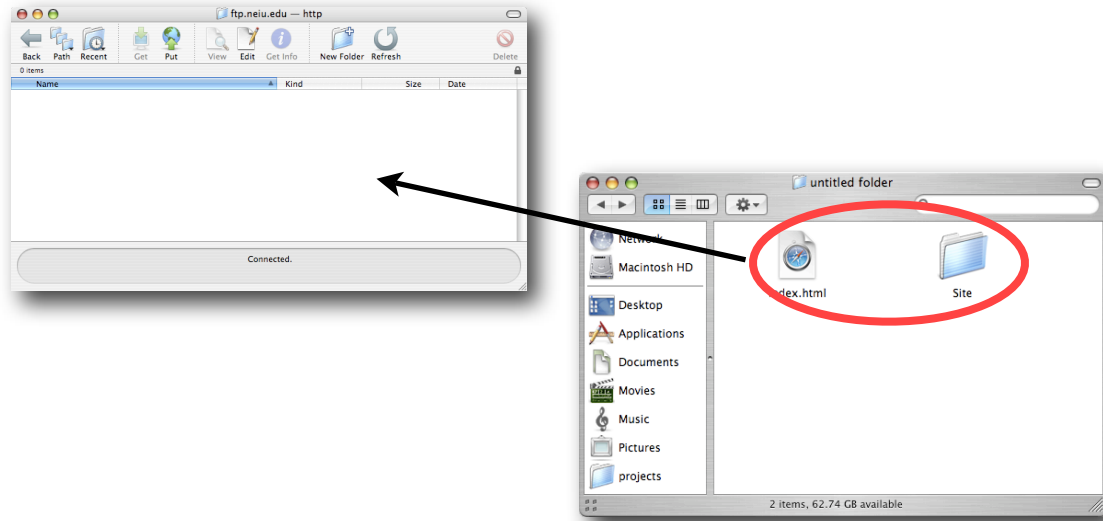 ftp.neiu.edu — http
Back Path Recent Get Put View Edit Get Info New Folder Refresh Delete
0 items
Name Kind Size Date
Connected.
untitled folder
Network
Macintosh HD
Desktop
Applications
Documents
Movies
Music
Pictures
projects
index.html Site
2 items, 62.74 GB available